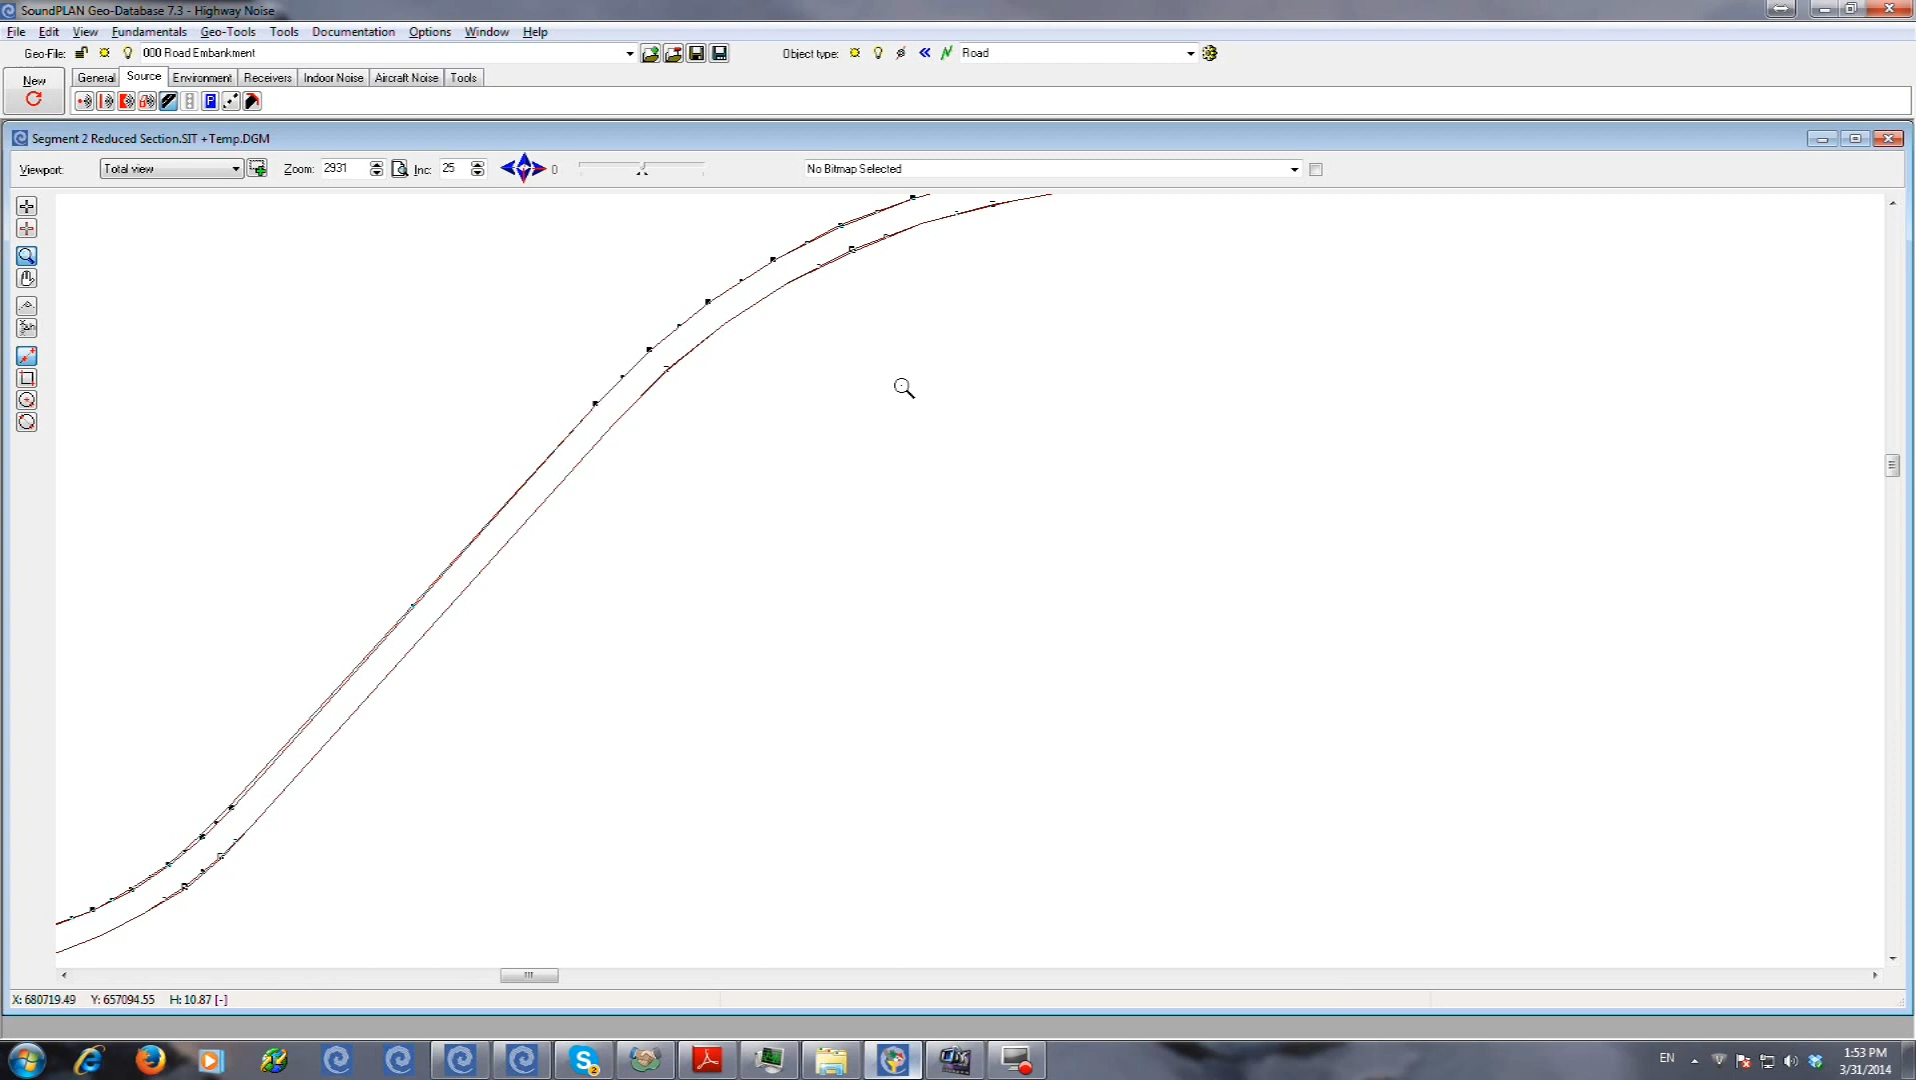 SoundPLAN Geo-Database 7.3 - Highway Noise
File Edit View Fundamentals Geo-Tools Tools Documentation Options Window Help
Geo-File: 000 Road Embankment Object type: Road
New General Source Environment Receivers Indoor Noise Aircraft Noise Tools
Segment 2 Reduced Section.SIT +Temp.DGM
Viewport: Total view Zoom: 2931 Inc: 25 0 No Bitmap Selected
X: 680719.49 Y: 657094.55 H: 10.87 [-]
EN 1:53 PM
3/31/2014